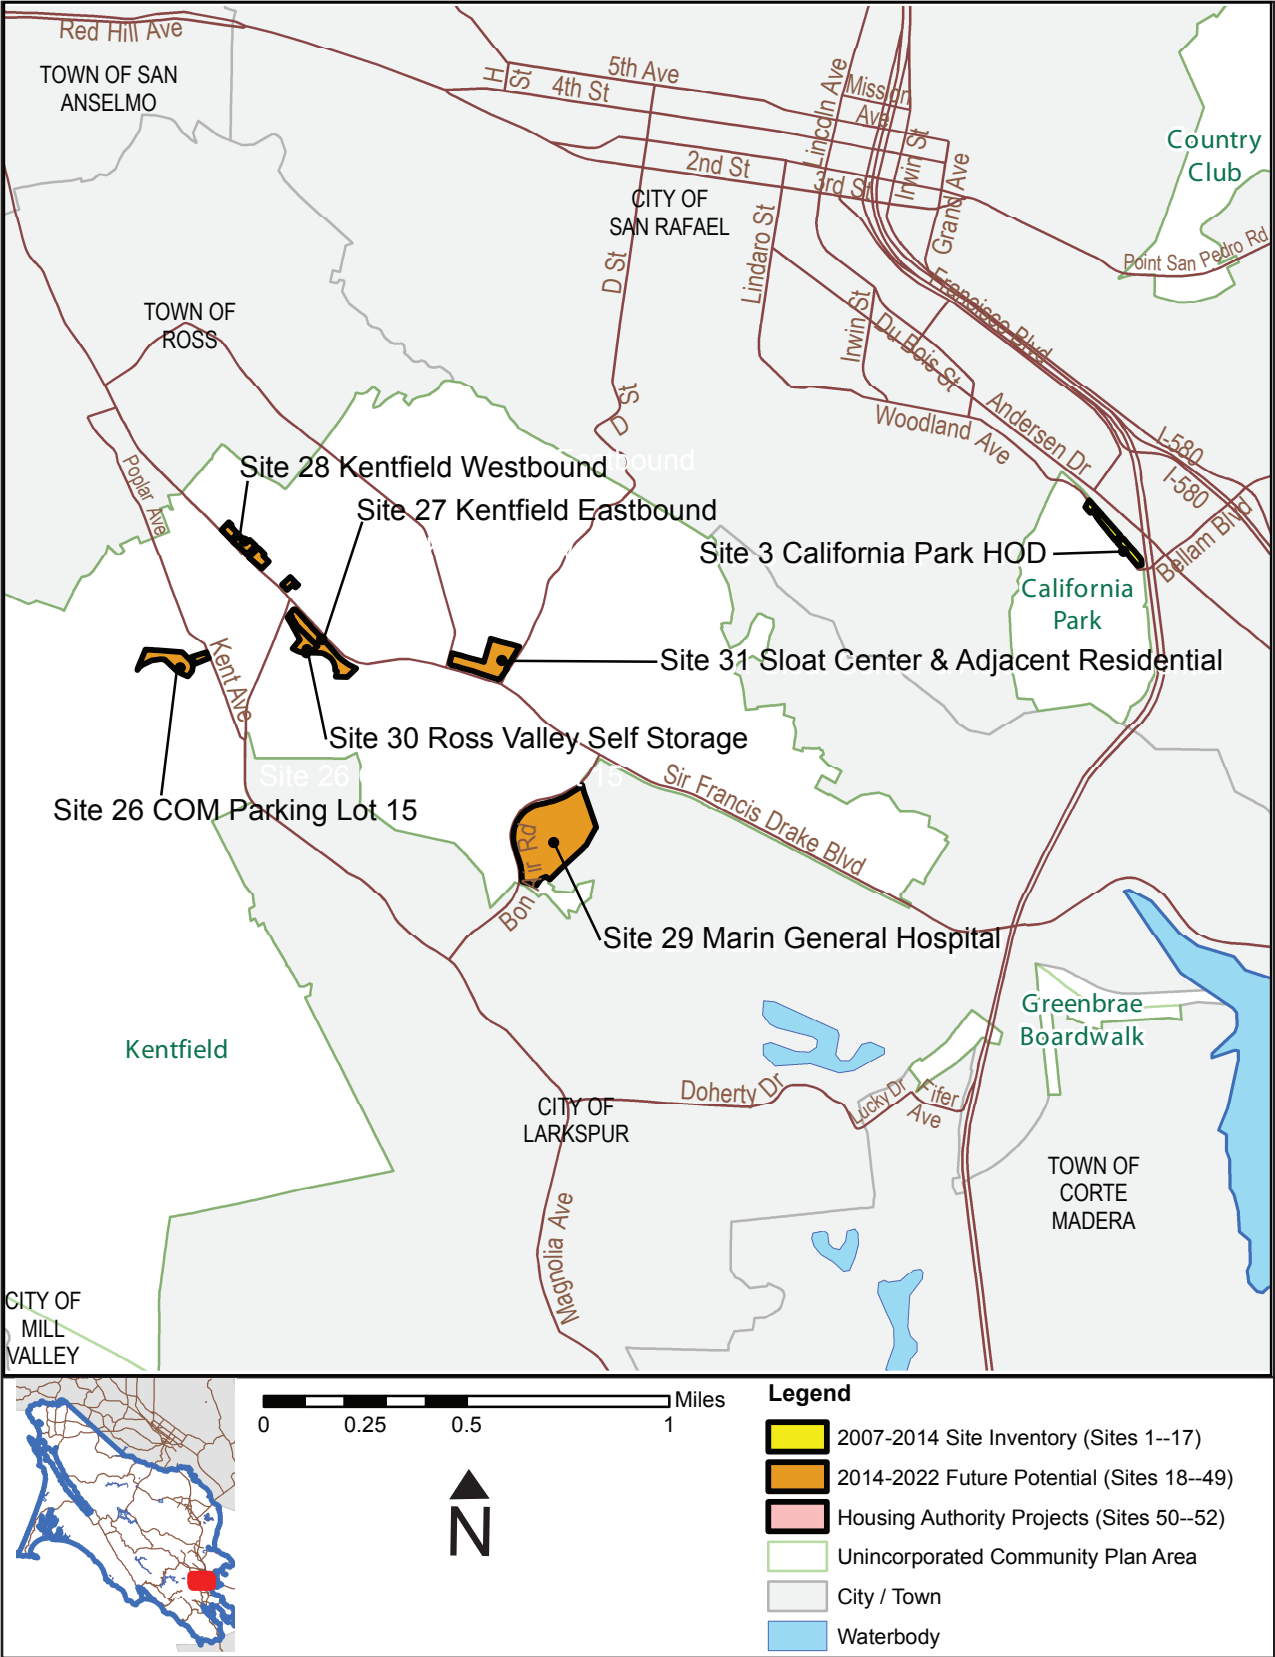 Red Hill Ave
TOWN OF SAN
ANSELMO
H
St
5th Ave
4th St
Lincoln Ave
Mission
Ave
Country
Club
2nd St
3rd St
Irwin St
Grand Ave
CITY OF
SAN RAFAEL
Lindaro St
D St
Point San Pedro Rd
TOWN OF
ROSS
Francisco Blvd
Irwin St
Du Bois St
St
D
Andersen Dr
Woodland Ave
I-580
I-580
Bellam Blvd
Poplar Ave
Eastbound
Site 28 Kentfield Westbound
Site 27 Kentfield Eastbound
Site 3 California Park HOD
California
Park
Kent Ave
Site 31 Sloat Center & Adjacent Residential
Site 30 Ross Valley Self Storage
Site 26
15
Site 26 COM Parking Lot 15
Sir Francis Drake Blvd
Bon
ir Rd
Site 29 Marin General Hospital
Greenbrae
Boardwalk
Kentfield
Doherty Dr
Lucky Dr
Fifer
Ave
CITY OF
LARKSPUR
TOWN OF
CORTE
MADERA
Magnolia Ave
CITY OF
MILL
VALLEY
Miles
0
0.25
0.5
1
N
Legend
2007-2014 Site Inventory (Sites 1--17)
2014-2022 Future Potential (Sites 18--49)
Housing Authority Projects (Sites 50--52)
Unincorporated Community Plan Area
City / Town
Waterbody